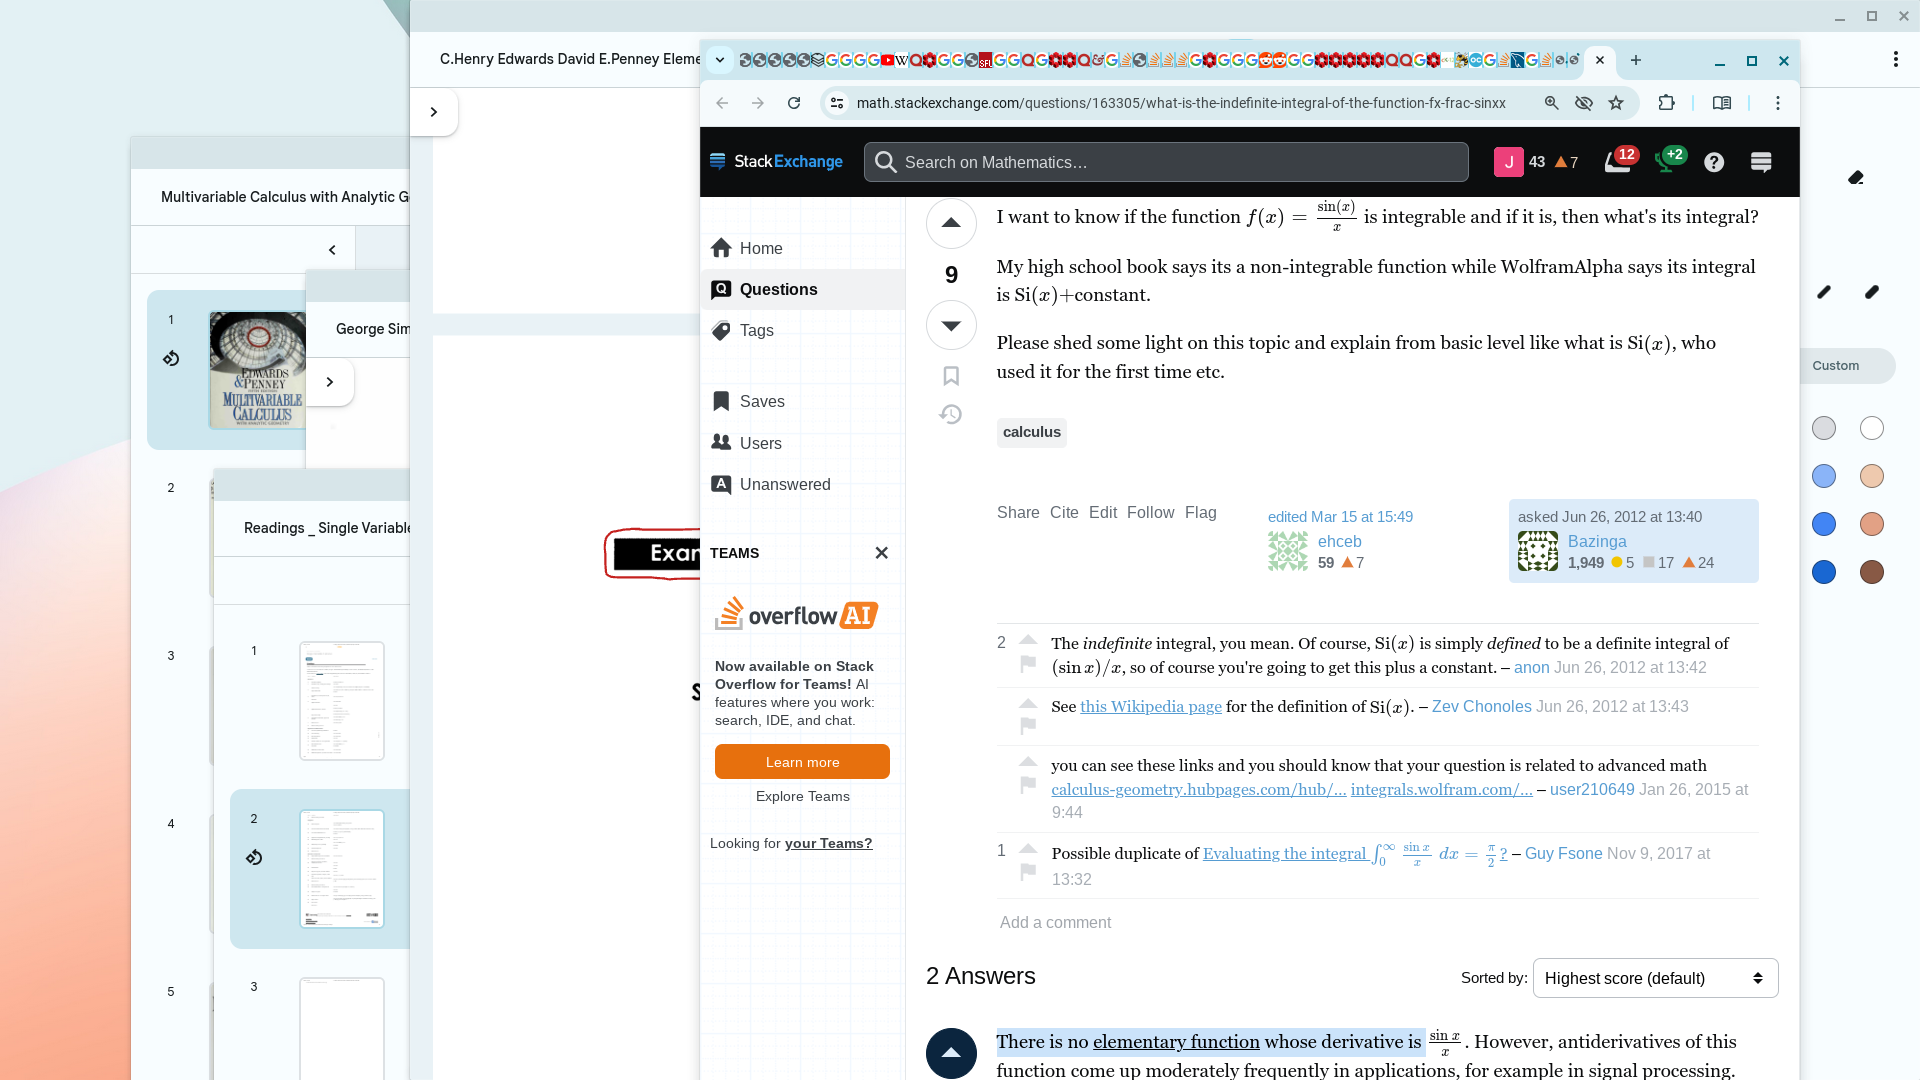 C.Henry Edwards David E.Penney Eleme
math.stackexchange.com/questions/163305/what-is-the-indefinite-integral-of-the-function-fx-frac-sinxx
StackExchange
Search on Mathematics…
J 43 7 12 +2
Multivariable Calculus with Analytic G
1
EDWARDS
& PENNEY
MULTIVARIABLE
CALCULUS
WITH ANALYTIC GEOMETRY
2
3
4
5
George Sim
Readings _ Single Variable
1
2
3
Exar
S
Home
Questions
Tags
Saves
Users
Unanswered
TEAMS
overflow AI
Now available on Stack
Overflow for Teams! AI
features where you work:
search, IDE, and chat.
Learn more
Explore Teams
Looking for your Teams?
9
I want to know if the function f(x) = sin(x)/x is integrable and if it is, then what's its integral?
My high school book says its a non-integrable function while WolframAlpha says its integral
is Si(x)+constant.
Please shed some light on this topic and explain from basic level like what is Si(x), who
used it for the first time etc.
calculus
Share Cite Edit Follow Flag
edited Mar 15 at 15:49
ehceb
59 7
asked Jun 26, 2012 at 13:40
Bazinga
1,949 5 17 24
2 The indefinite integral, you mean. Of course, Si(x) is simply defined to be a definite integral of
(sin x)/x, so of course you're going to get this plus a constant. – anon Jun 26, 2012 at 13:42
See this Wikipedia page for the definition of Si(x). – Zev Chonoles Jun 26, 2012 at 13:43
you can see these links and you should know that your question is related to advanced math
calculus-geometry.hubpages.com/hub/... integrals.wolfram.com/... – user210649 Jan 26, 2015 at
9:44
1 Possible duplicate of Evaluating the integral ∫₀^∞ sin x/x dx = π/2? – Guy Fsone Nov 9, 2017 at
13:32
Add a comment
2 Answers
Sorted by: Highest score (default)
There is no elementary function whose derivative is sin x/x. However, antiderivatives of this
function come up moderately frequently in applications, for example in signal processing.
Custom